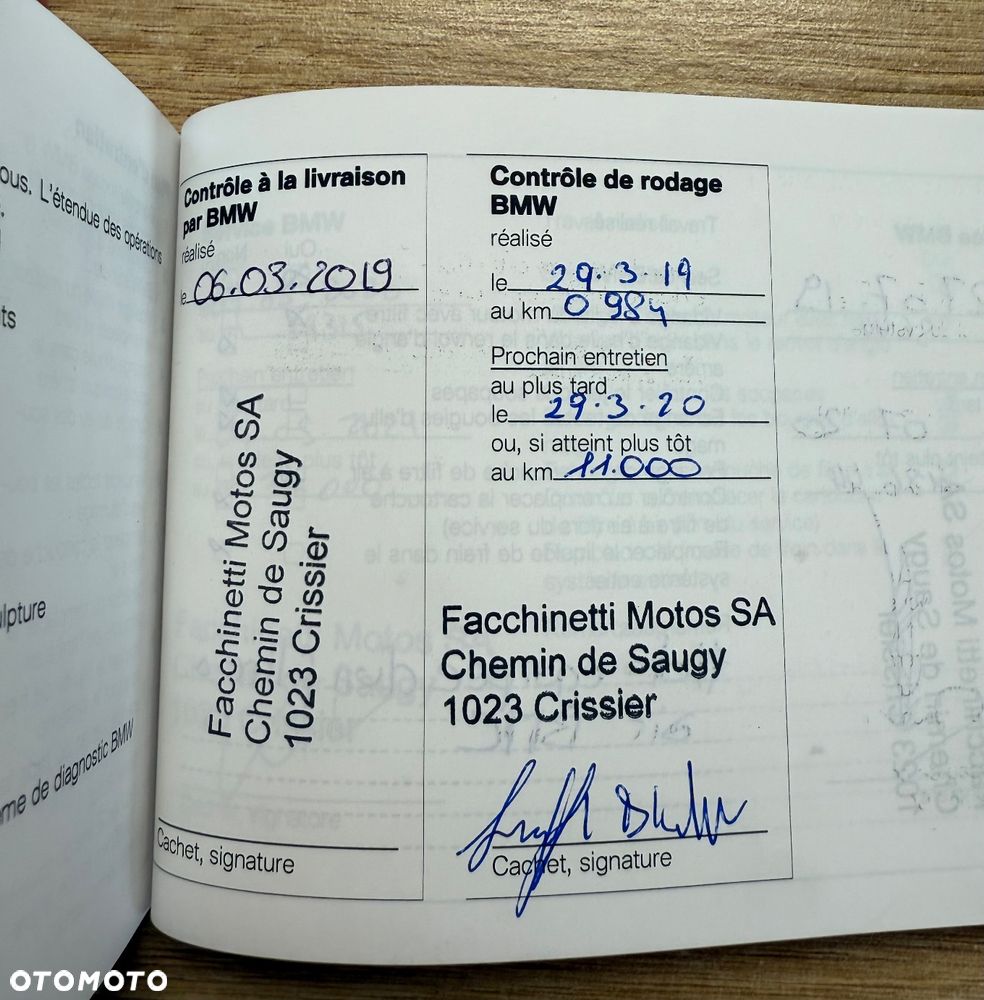 ous. L'étendue des opérations
ts
lpture
me de diagnostic BMW
Contrôle à la livraison
par BMW
réalisé
le 06.03.2019
Facchinetti Motos SA
Chemin de Saugy
1023 Crissier
Cachet, signature
Contrôle de rodage
BMW
réalisé
le 29.3.19
au km 0 984
Prochain entretien
au plus tard
le 29.3.20
ou, si atteint plus tôt
au km 11.000
Facchinetti Motos SA
Chemin de Saugy
1023 Crissier
Cachet, signature
OTOMOTO